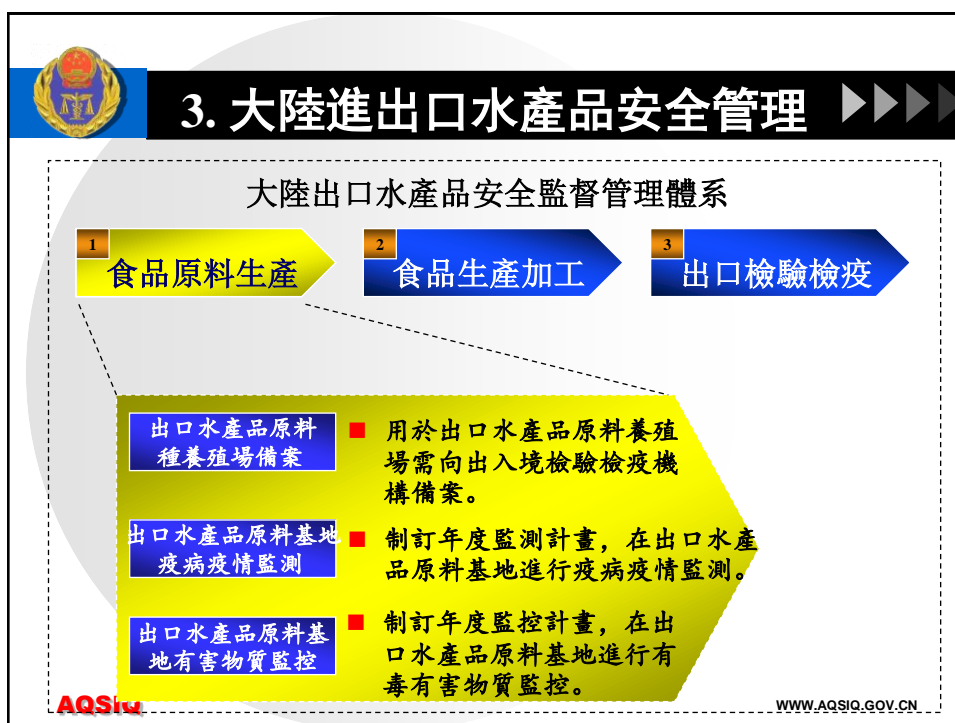 3. 大陸進出口水產品安全管理
大陸出口水產品安全監督管理體系
1
食品原料生產
2
食品生產加工
3
出口檢驗檢疫
出口水產品原料
種養殖場備案
用於出口水產品原料養殖
場需向出入境檢驗檢疫機
構備案。
出口水產品原料基地
疫病疫情監測
制訂年度監測計畫，在出口水產
品原料基地進行疫病疫情監測。
出口水產品原料基
地有害物質監控
制訂年度監控計畫，在出
口水產品原料基地進行有
毒有害物質監控。
AQSIQ
WWW.AQSIQ.GOV.CN